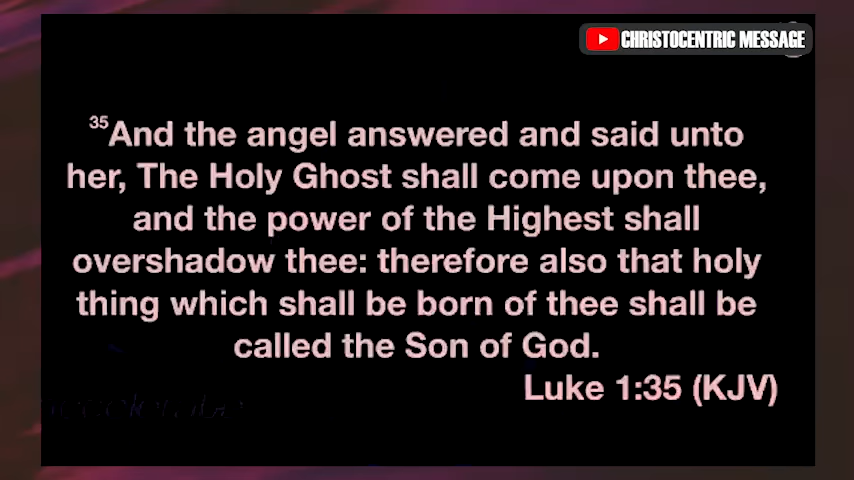 CHRISTOCENTRIC MESSAGE
35And the angel answered and said unto
her, The Holy Ghost shall come upon thee,
and the power of the Highest shall
overshadow thee: therefore also that holy
thing which shall be born of thee shall be
called the Son of God.
Luke 1:35 (KJV)